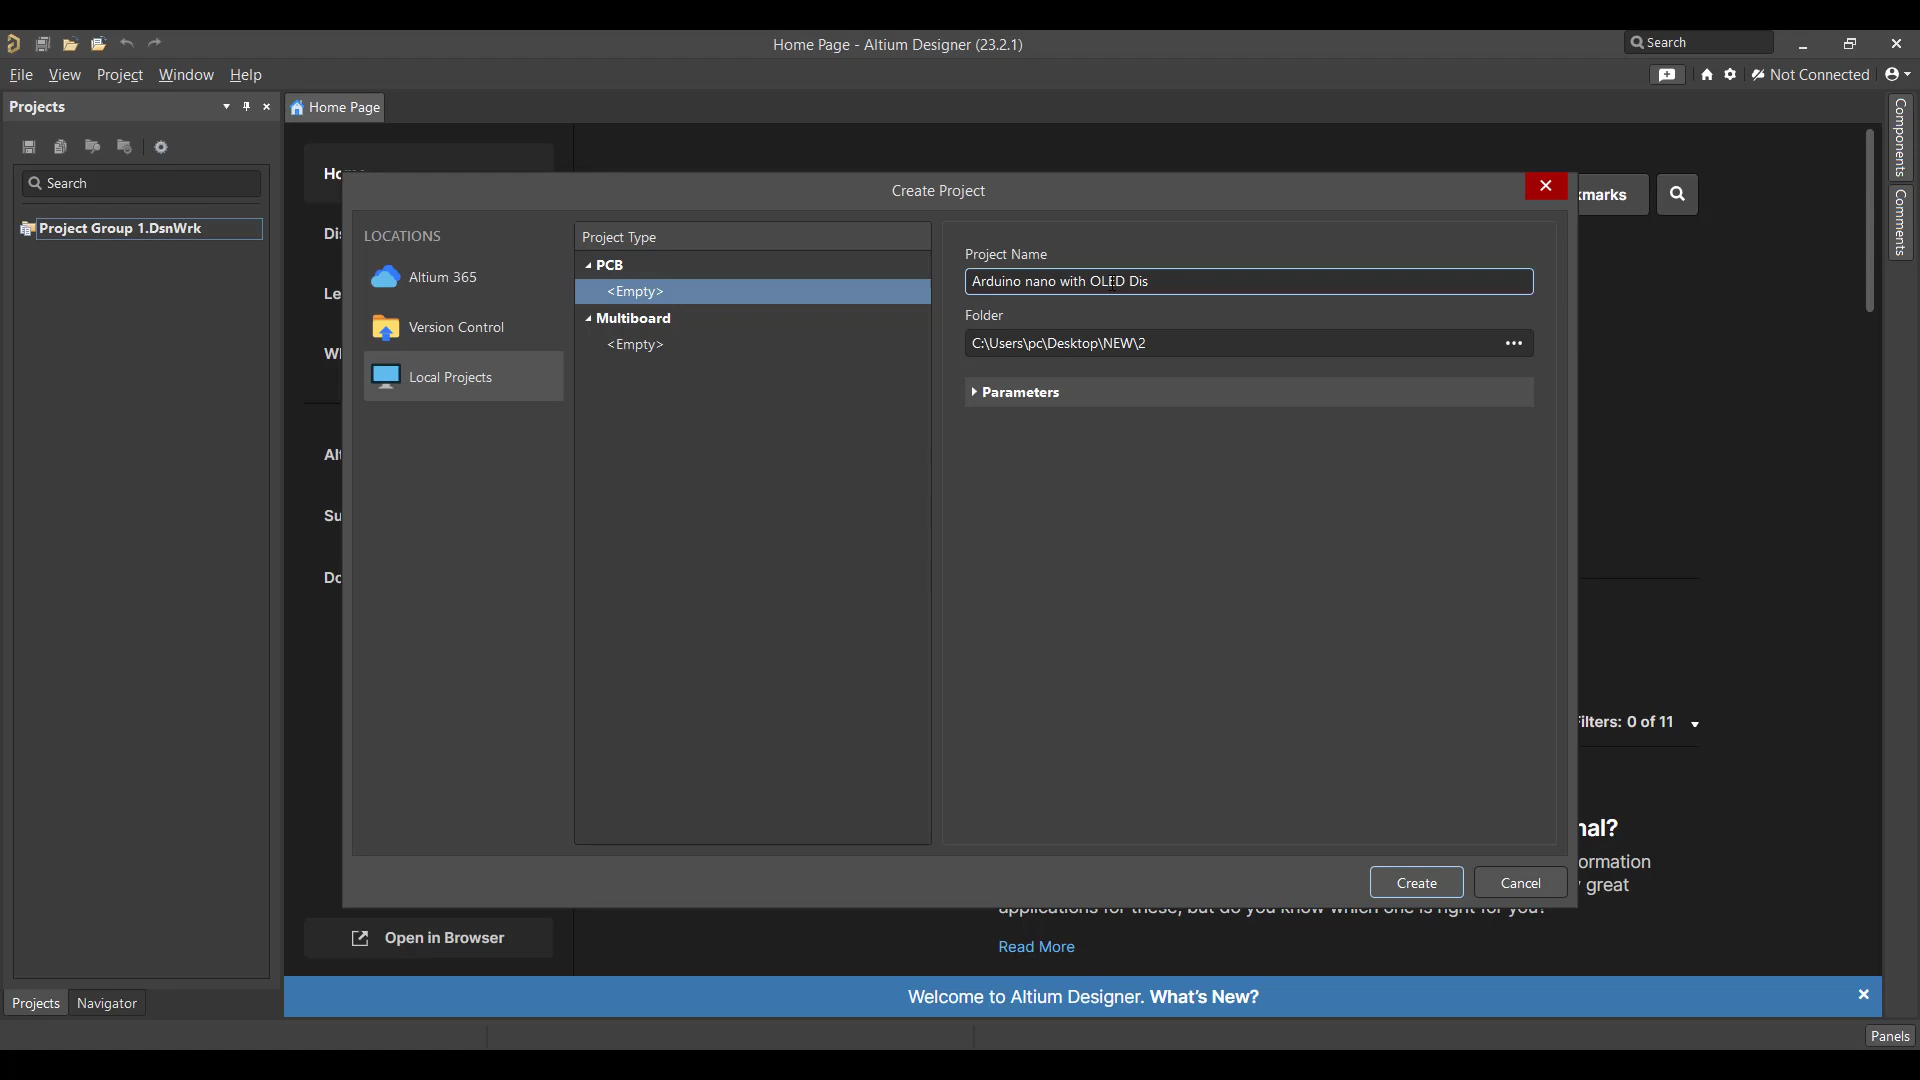 Home Page - Altium Designer (23.2.1)
Search
File View Project Window Help
Not Connected
Projects
Home Page
Search
Project Group 1.DsnWrk
Components
Comments
Create Project
LOCATIONS
Altium 365
Version Control
Local Projects
Project Type
PCB
<Empty>
Multiboard
<Empty>
Project Name
Arduino nano with OLED Dis
Folder
C:\Users\pc\Desktop\NEW\2
Parameters
Create
Cancel
Filters: 0 of 11
great
Read More
Open in Browser
Welcome to Altium Designer. What's New?
Projects Navigator
Panels